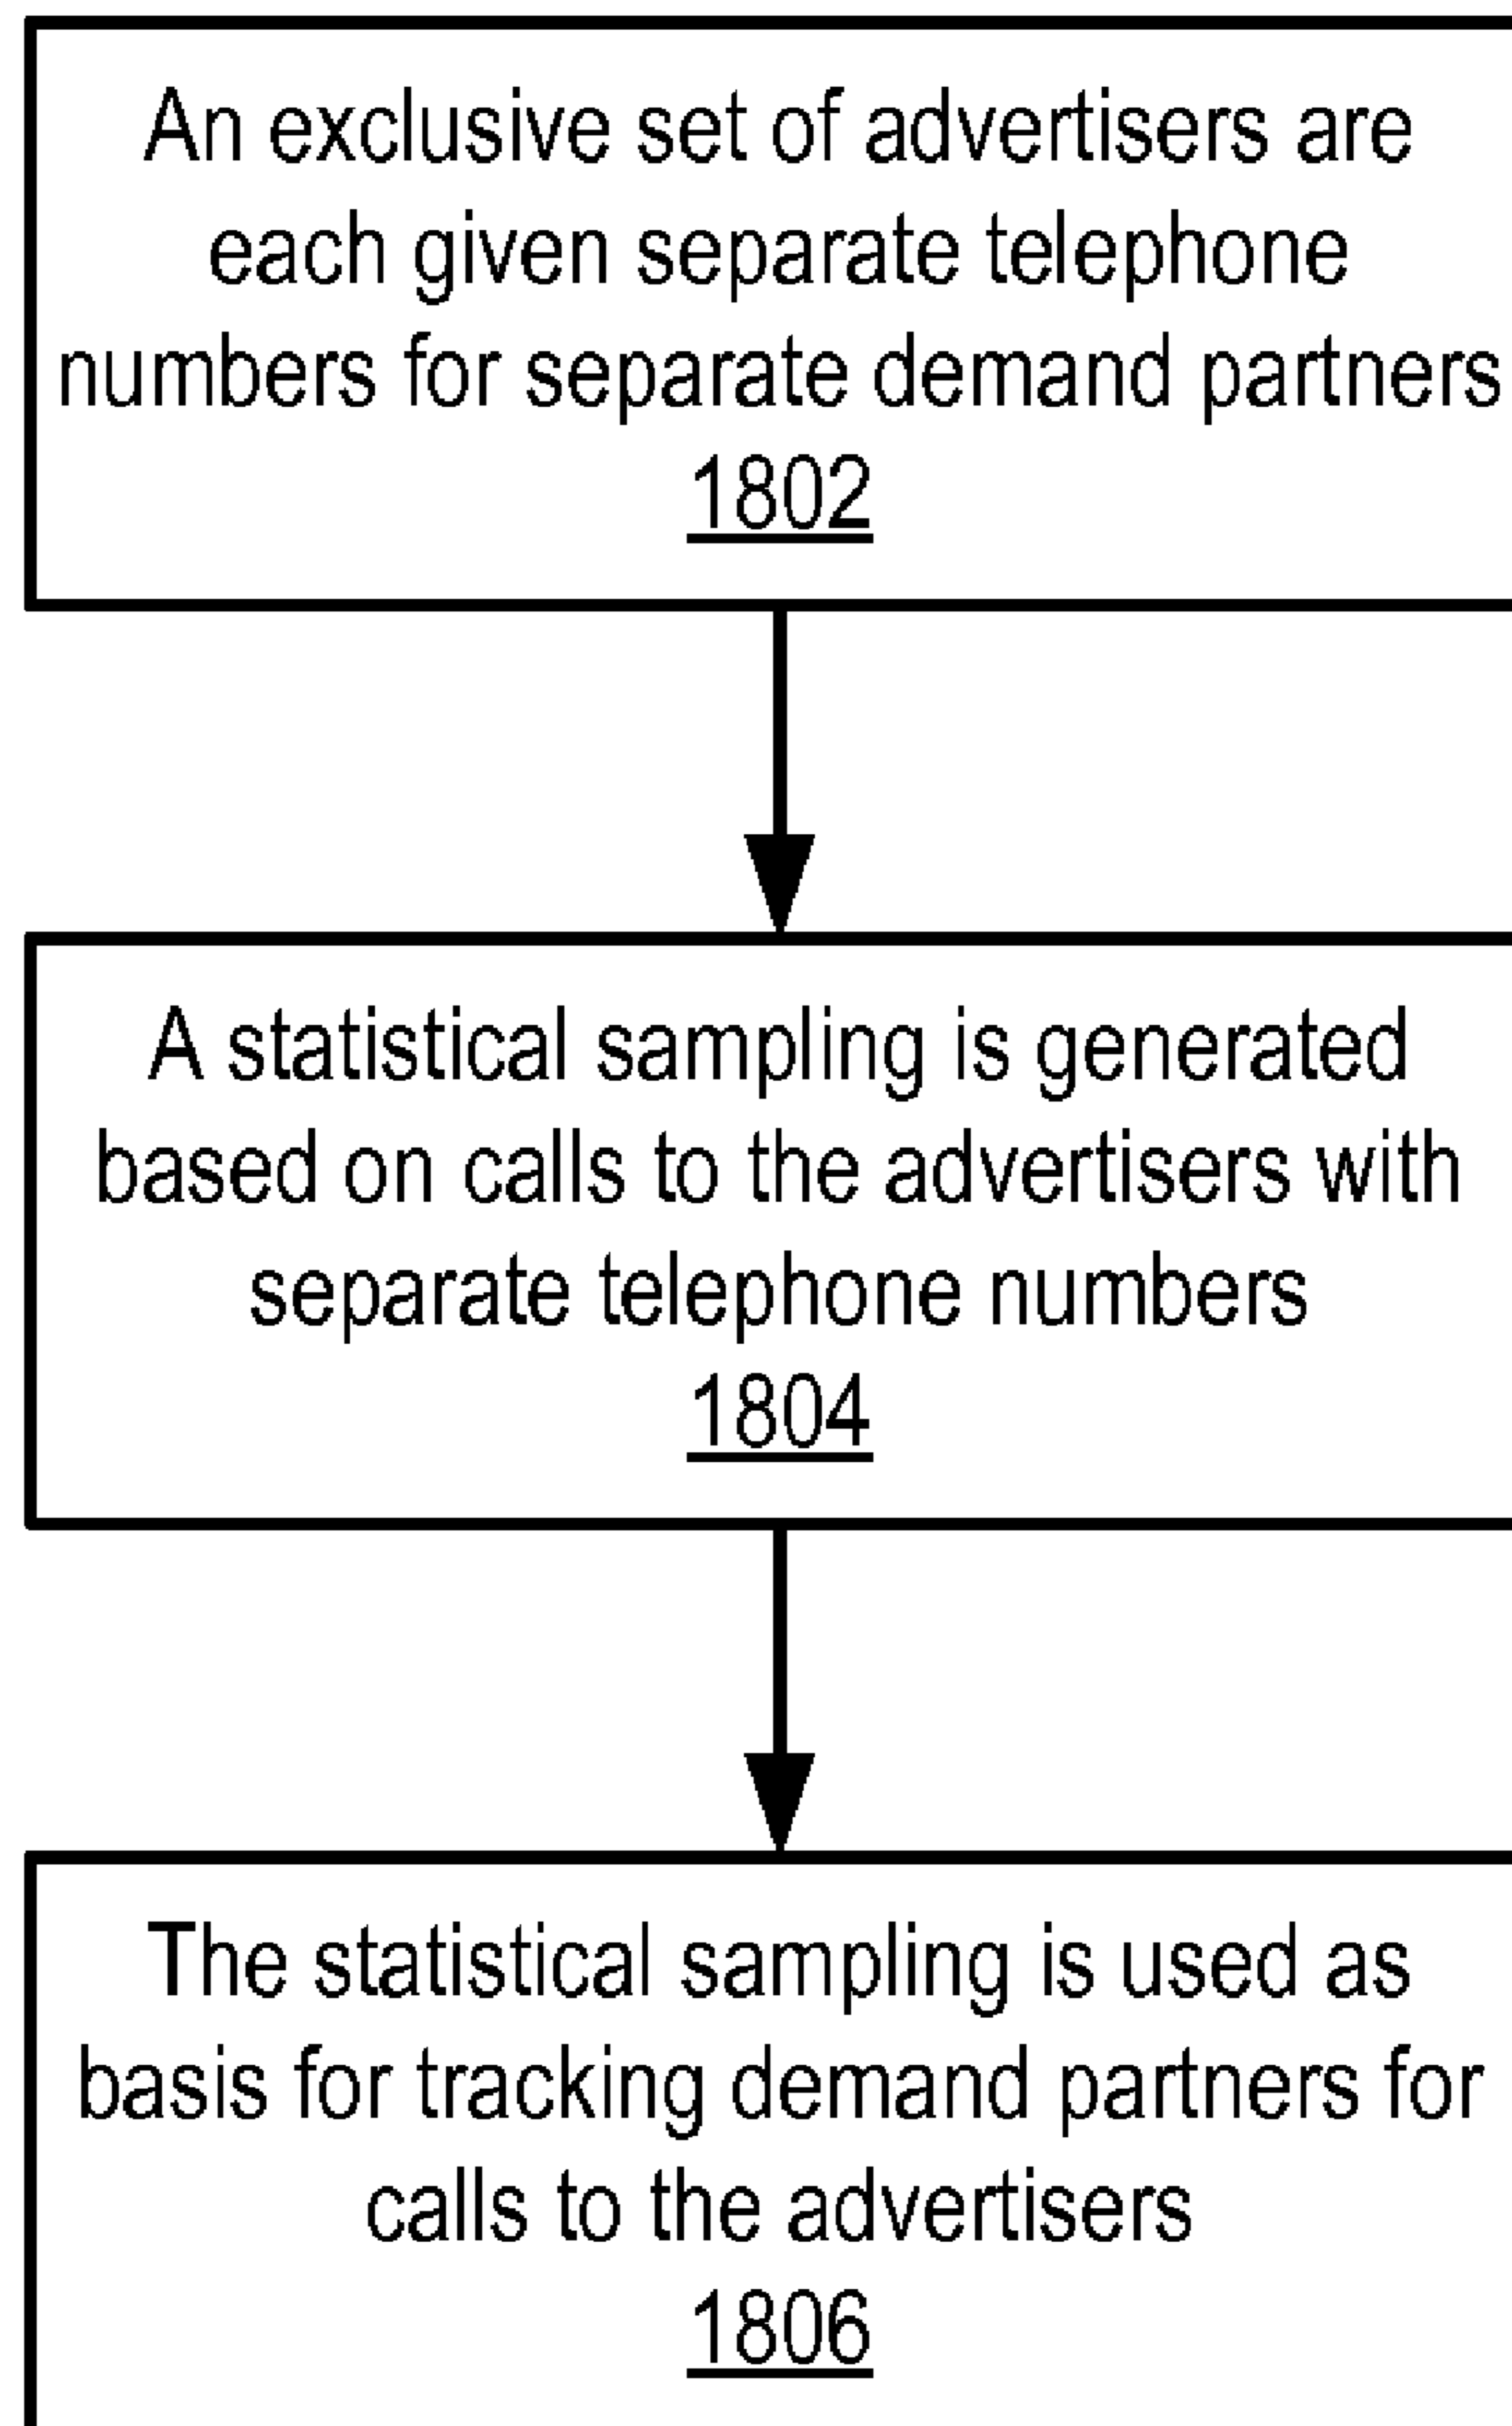 An exclusive set of advertisers are
each given separate telephone
numbers for separate demand partners
1802
A statistical sampling is generated
based on calls to the advertisers with
separate telephone numbers
1804
The statistical sampling is used as
basis for tracking demand partners for
calls to the advertisers
1806